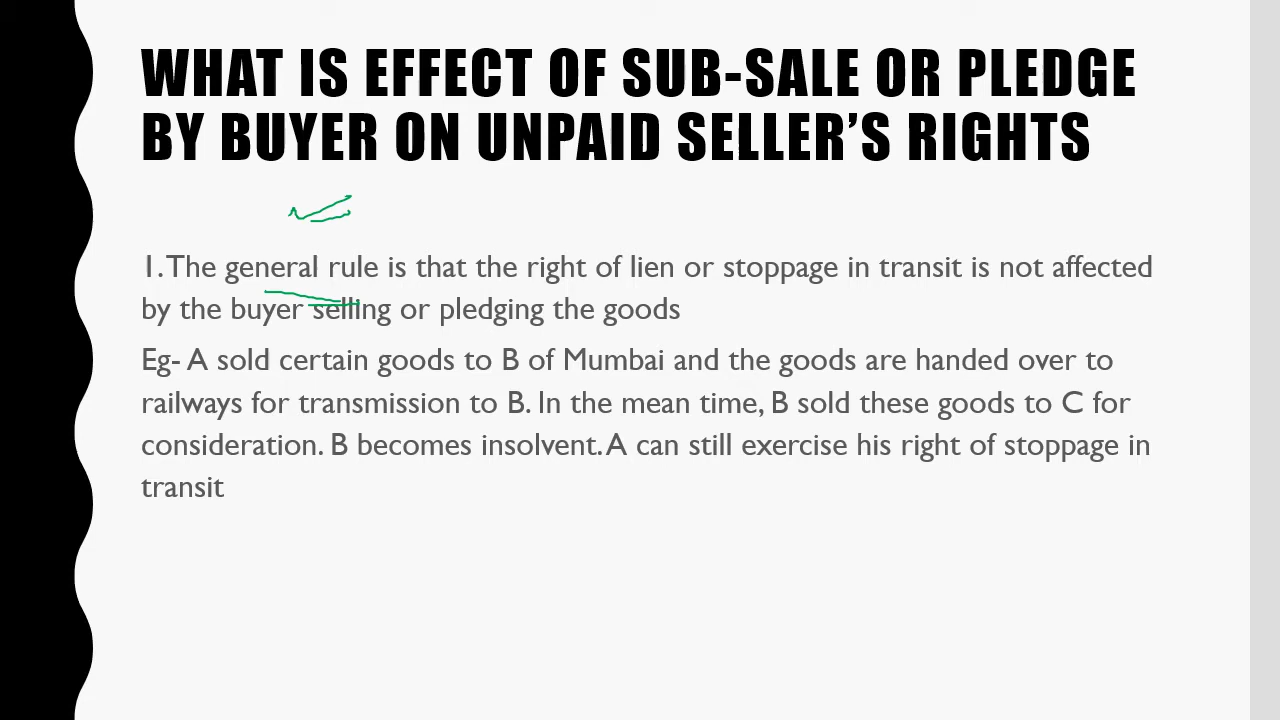 WHAT IS EFFECT OF SUB-SALE OR PLEDGE
BY BUYER ON UNPAID SELLER’S RIGHTS
1. The general rule is that the right of lien or stoppage in transit is not affected
by the buyer selling or pledging the goods
Eg- A sold certain goods to B of Mumbai and the goods are handed over to
railways for transmission to B. In the mean time, B sold these goods to C for
consideration. B becomes insolvent. A can still exercise his right of stoppage in
transit